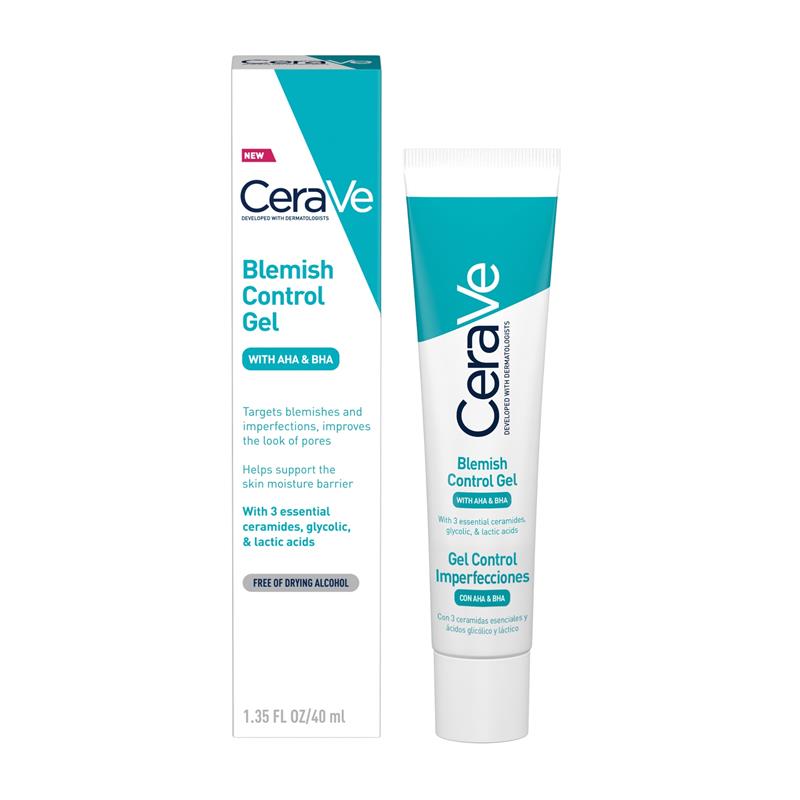 CeraVe
NEW
CeraVe
DEVELOPED WITH DERMATOLOGISTS
Blemish
Control
Gel
WITH AHA & BHA
Targets blemishes and
imperfections, improves
the look of pores
Helps support the
skin moisture barrier
With 3 essential
ceramides, glycolic,
& lactic acids
FREE OF DRYING ALCOHOL
1.35 FL OZ/40 ml
CeraVe
DEVELOPED WITH DERMATOLOGISTS
Blemish
Control Gel
WITH AHA & BHA
With 3 essential ceramides,
glycolic, & lactic acids
Gel Control
Imperfecciones
CON AHA & BHA
Con 3 ceramidas esenciales y
ácidos glicólico y láctico